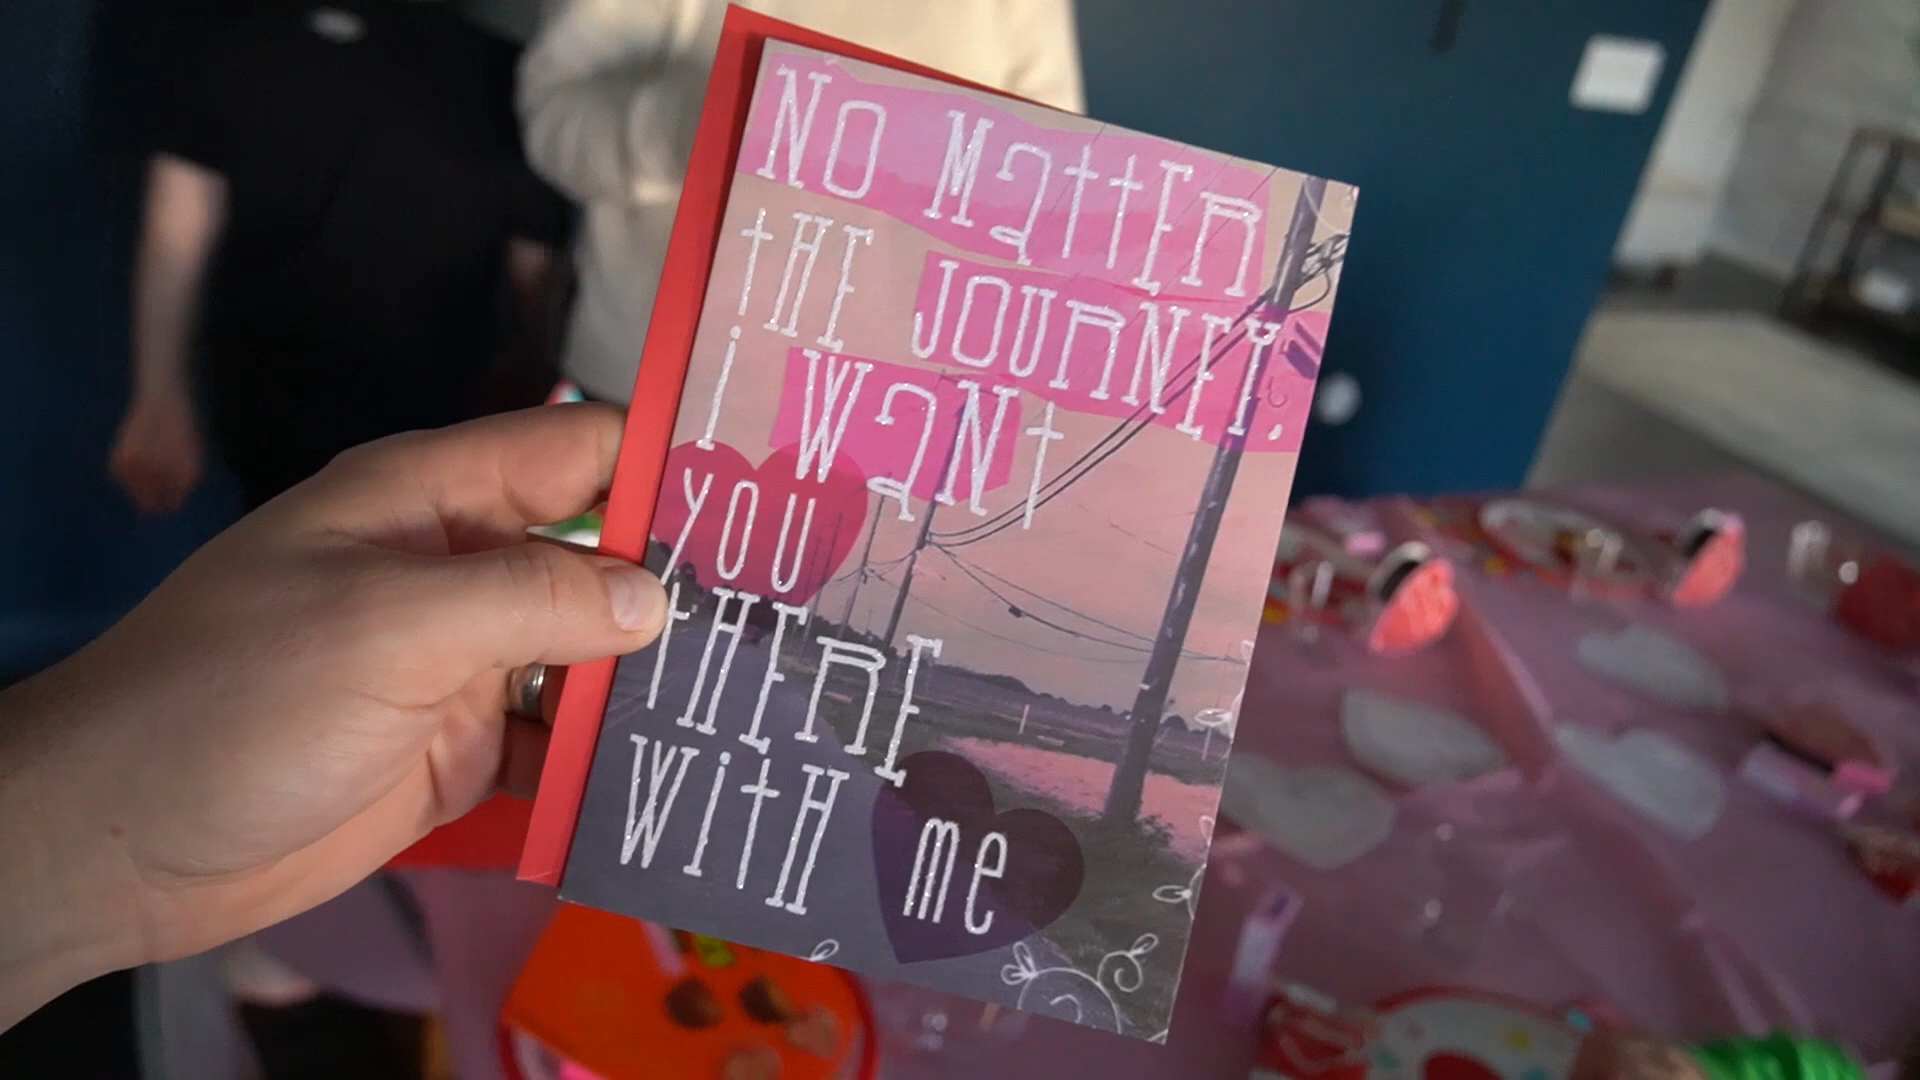 NO MattER
tHE JOURNEY,
i WaNt
YOU
tHERE
WitH me